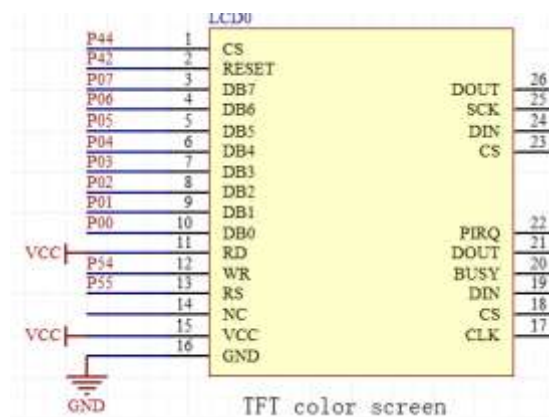 LCD0
P44 1 CS
P42 2 RESET
P07 3 DB7 DOUT 26
P06 4 DB6 SCK 25
P05 5 DB5 DIN 24
P04 6 DB4 CS 23
P03 7 DB3
P02 8 DB2
P01 9 DB1
P00 10 DB0 PIRQ 22
VCC 11 RD DOUT 21
P54 12 WR BUSY 20
P55 13 RS DIN 19
14 NC CS 18
VCC 15 VCC CLK 17
16 GND
GND TFT color screen